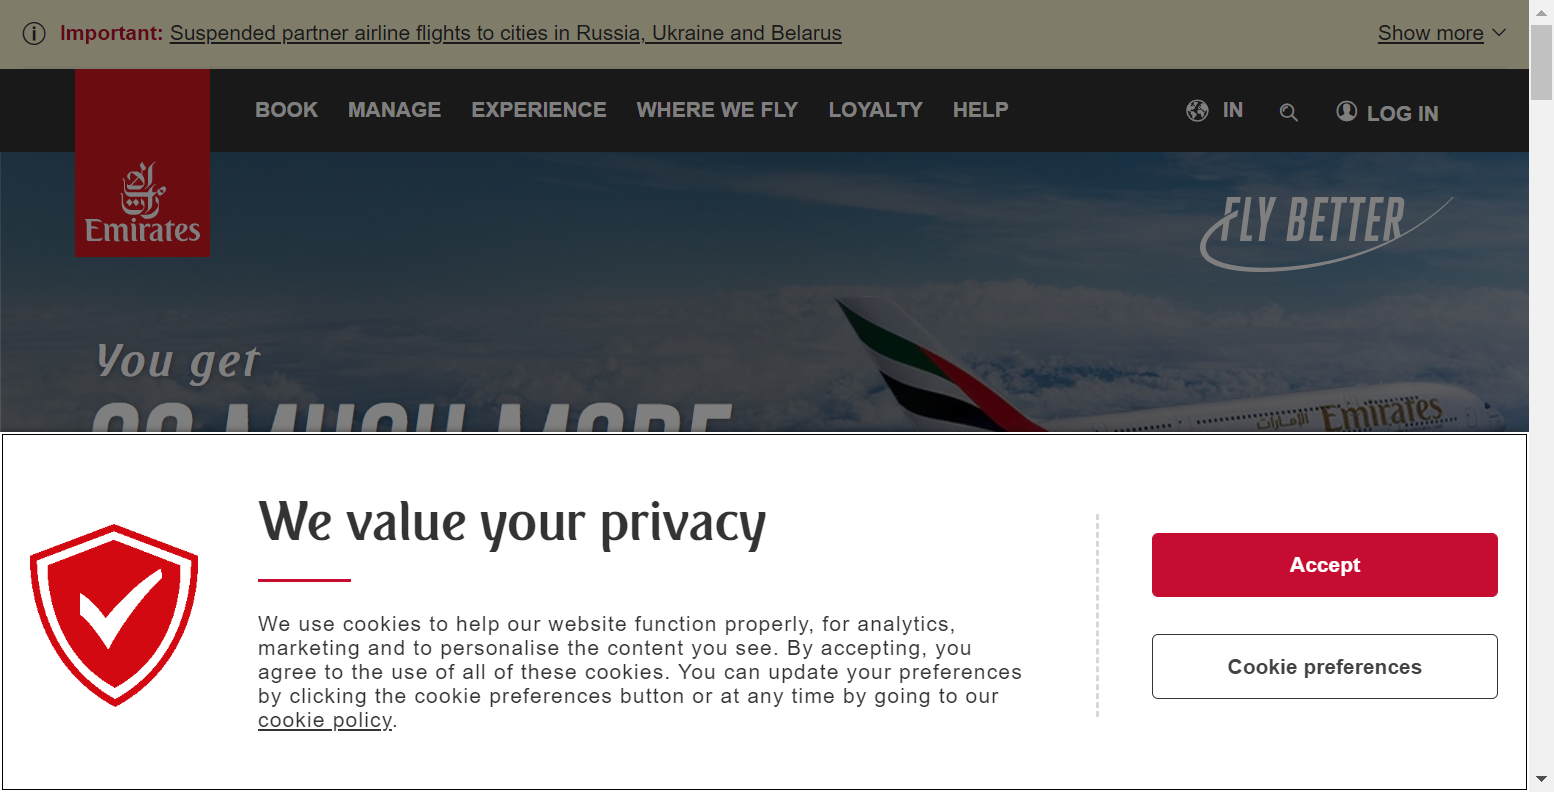 Important: Suspended partner airline flights to cities in Russia, Ukraine and Belarus
Show more
BOOK MANAGE EXPERIENCE WHERE WE FLY LOYALTY HELP
IN LOG IN
Emirates
FLY BETTER
You get
SO MUCH MORE
الإمارات Emirates
We value your privacy
We use cookies to help our website function properly, for analytics,
marketing and to personalise the content you see. By accepting, you
agree to the use of all of these cookies. You can update your preferences
by clicking the cookie preferences button or at any time by going to our
cookie policy.
Accept
Cookie preferences